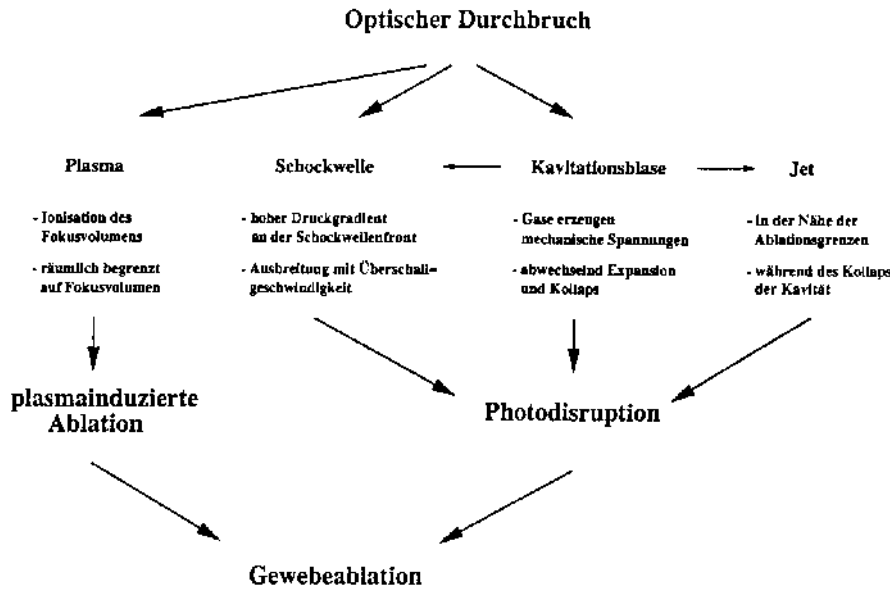 Optischer Durchbruch
Plasma
Schockwelle
Kavitationsblase
Jet
- Ionisation des
Fokusvolumens
- räumlich begrenzt
auf Fokusvolumen
- hoher Druckgradient
an der Schockwellenfront
- Ausbreitung mit Überschall-
geschwindigkeit
- Gase erzeugen
mechanische Spannungen
- abwechselnd Expansion
und Kollaps
- in der Nähe der
Ablationsgrenzen
- während des Kollaps
der Kavität
plasmainduzierte
Ablation
Photodisruption
Gewebeablation